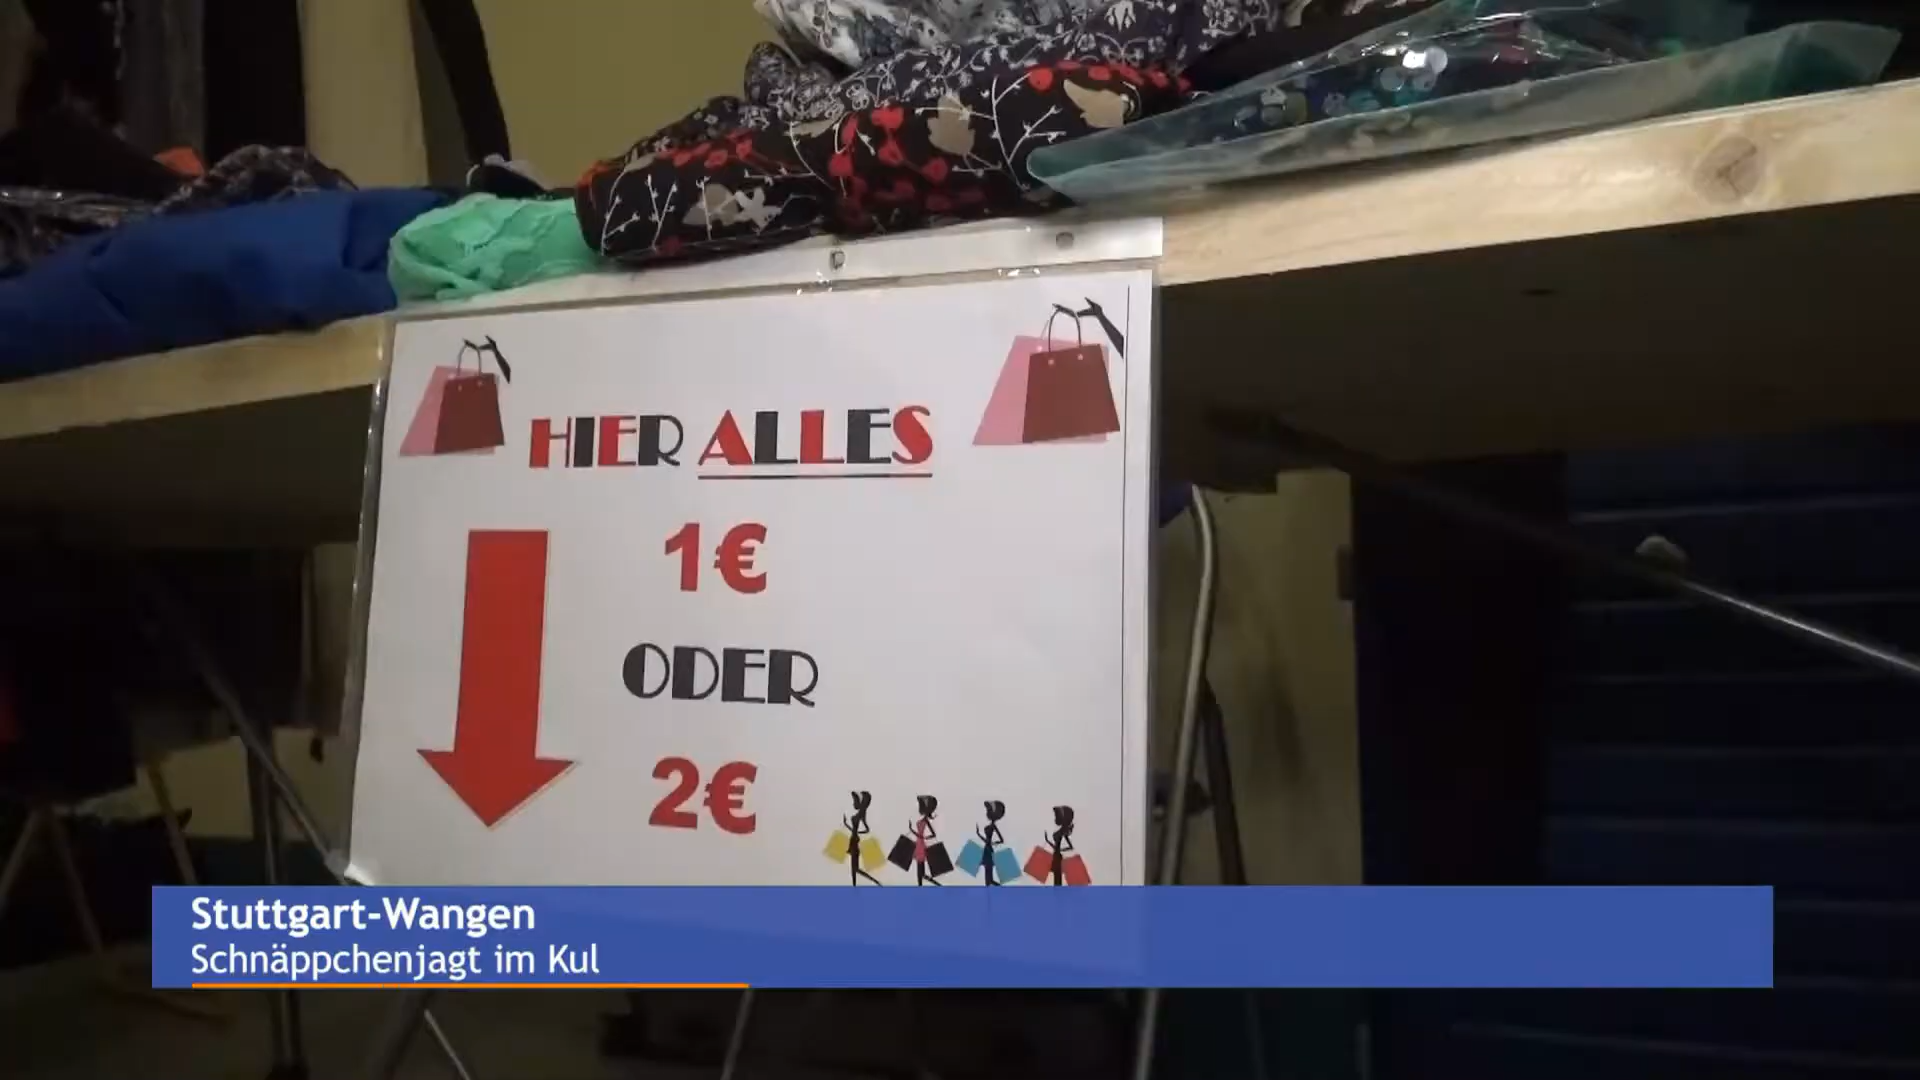 HIER ALLES
1€
ODER
2€
Stuttgart-Wangen
Schnäppchenjagt im Kul